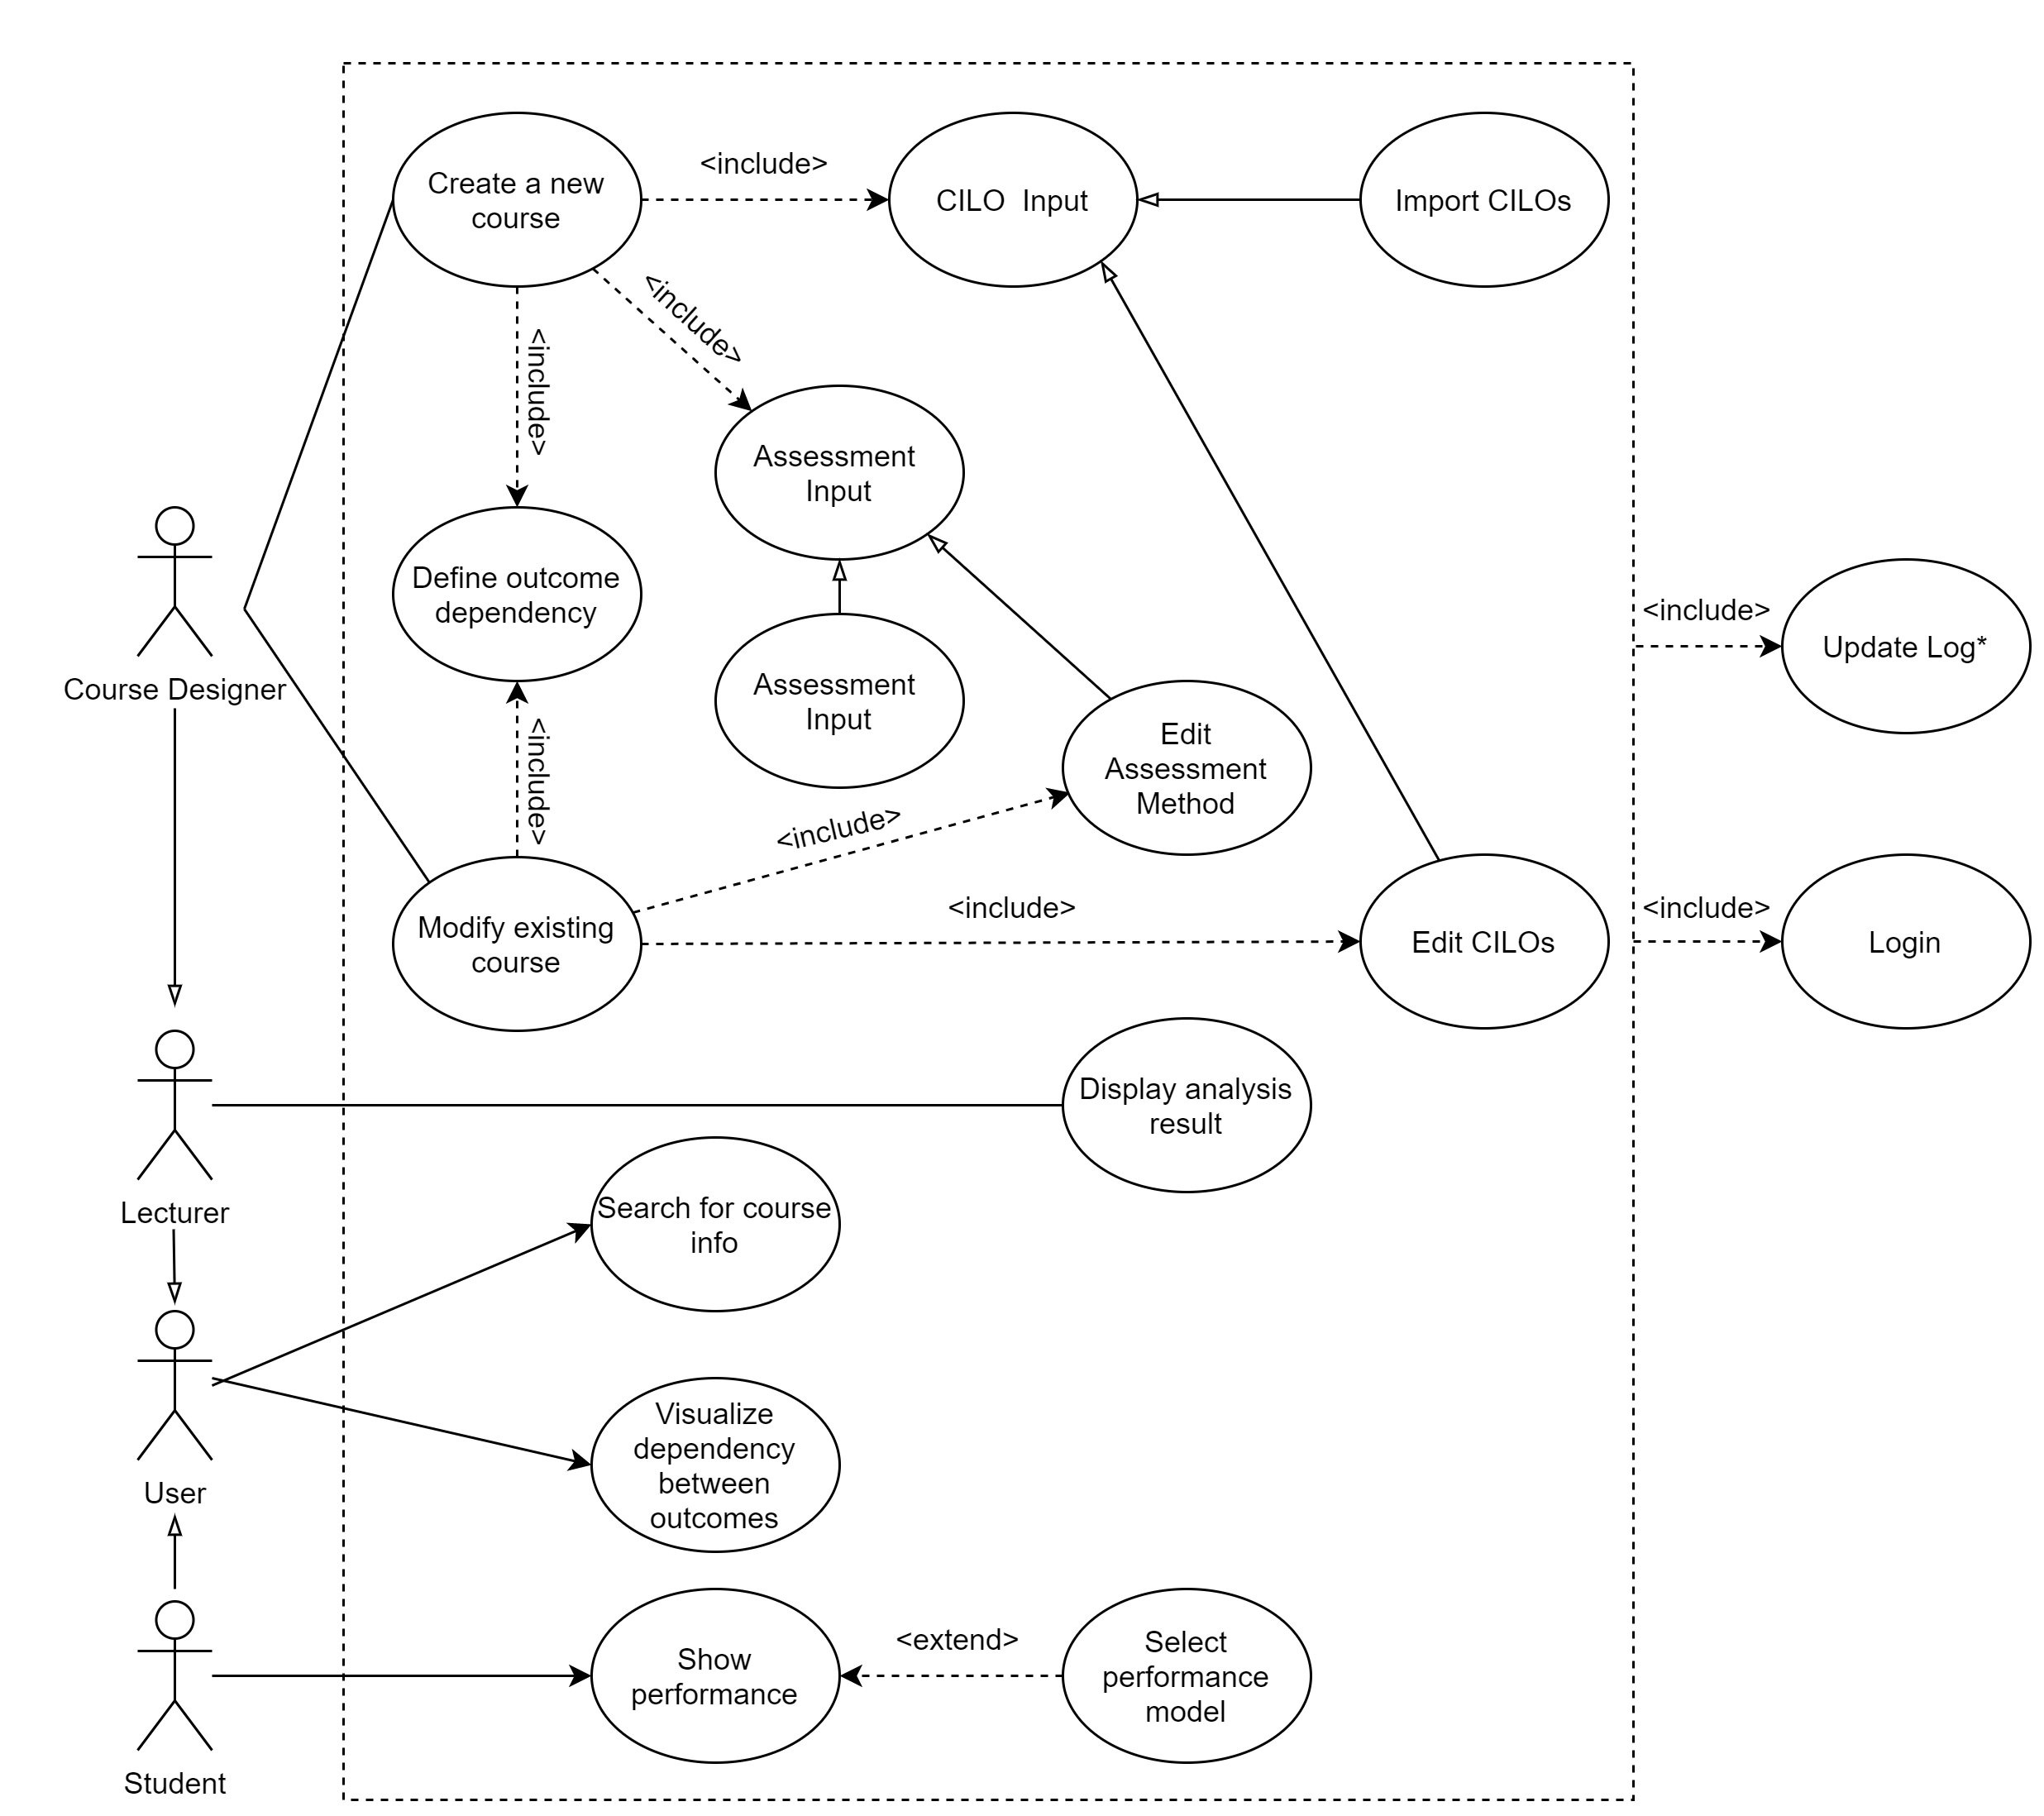 <include>
Create a new
course
CILO  Input
Import CILOs
<include>
<include>
Assessment
Input
Define outcome
dependency
<include>
Update Log*
Course Designer
Assessment
Input
<include>
Edit
Assessment
Method
<include>
<include>
<include>
Modify existing
course
Edit CILOs
Login
Display analysis
result
Lecturer
Search for course
info
User
Visualize
dependency
between
outcomes
<extend>
Show
performance
Select
performance
model
Student